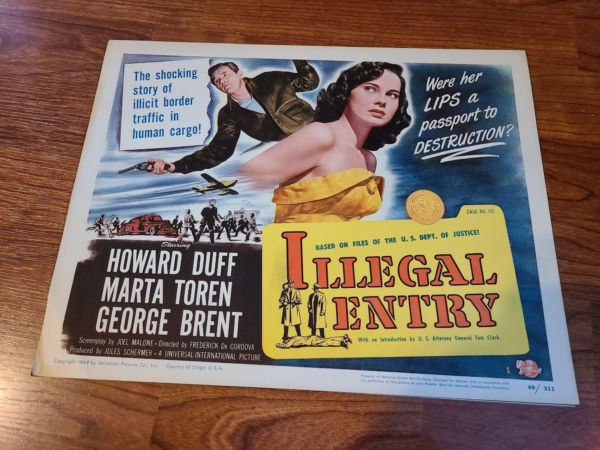 The shocking
story of
illicit border
traffic in
human cargo!
Were her
LIPS a
passport to
DESTRUCTION?
CASE NO. 151
BASED ON FILES OF THE U. S. DEPT. OF JUSTICE!
ILLEGAL
ENTRY
With an Introduction by U. S. Attorney General Tom Clark
Starring
HOWARD DUFF
MARTA TOREN
GEORGE BRENT
Screenplay by JOEL MALONE · Directed by FREDERICK De CORDOVA
Produced by JULES SCHERMER · A UNIVERSAL INTERNATIONAL PICTURE
Copyright 1949 by Universal Pictures Co., Inc. Country of Origin U.S.A.
1
49/311